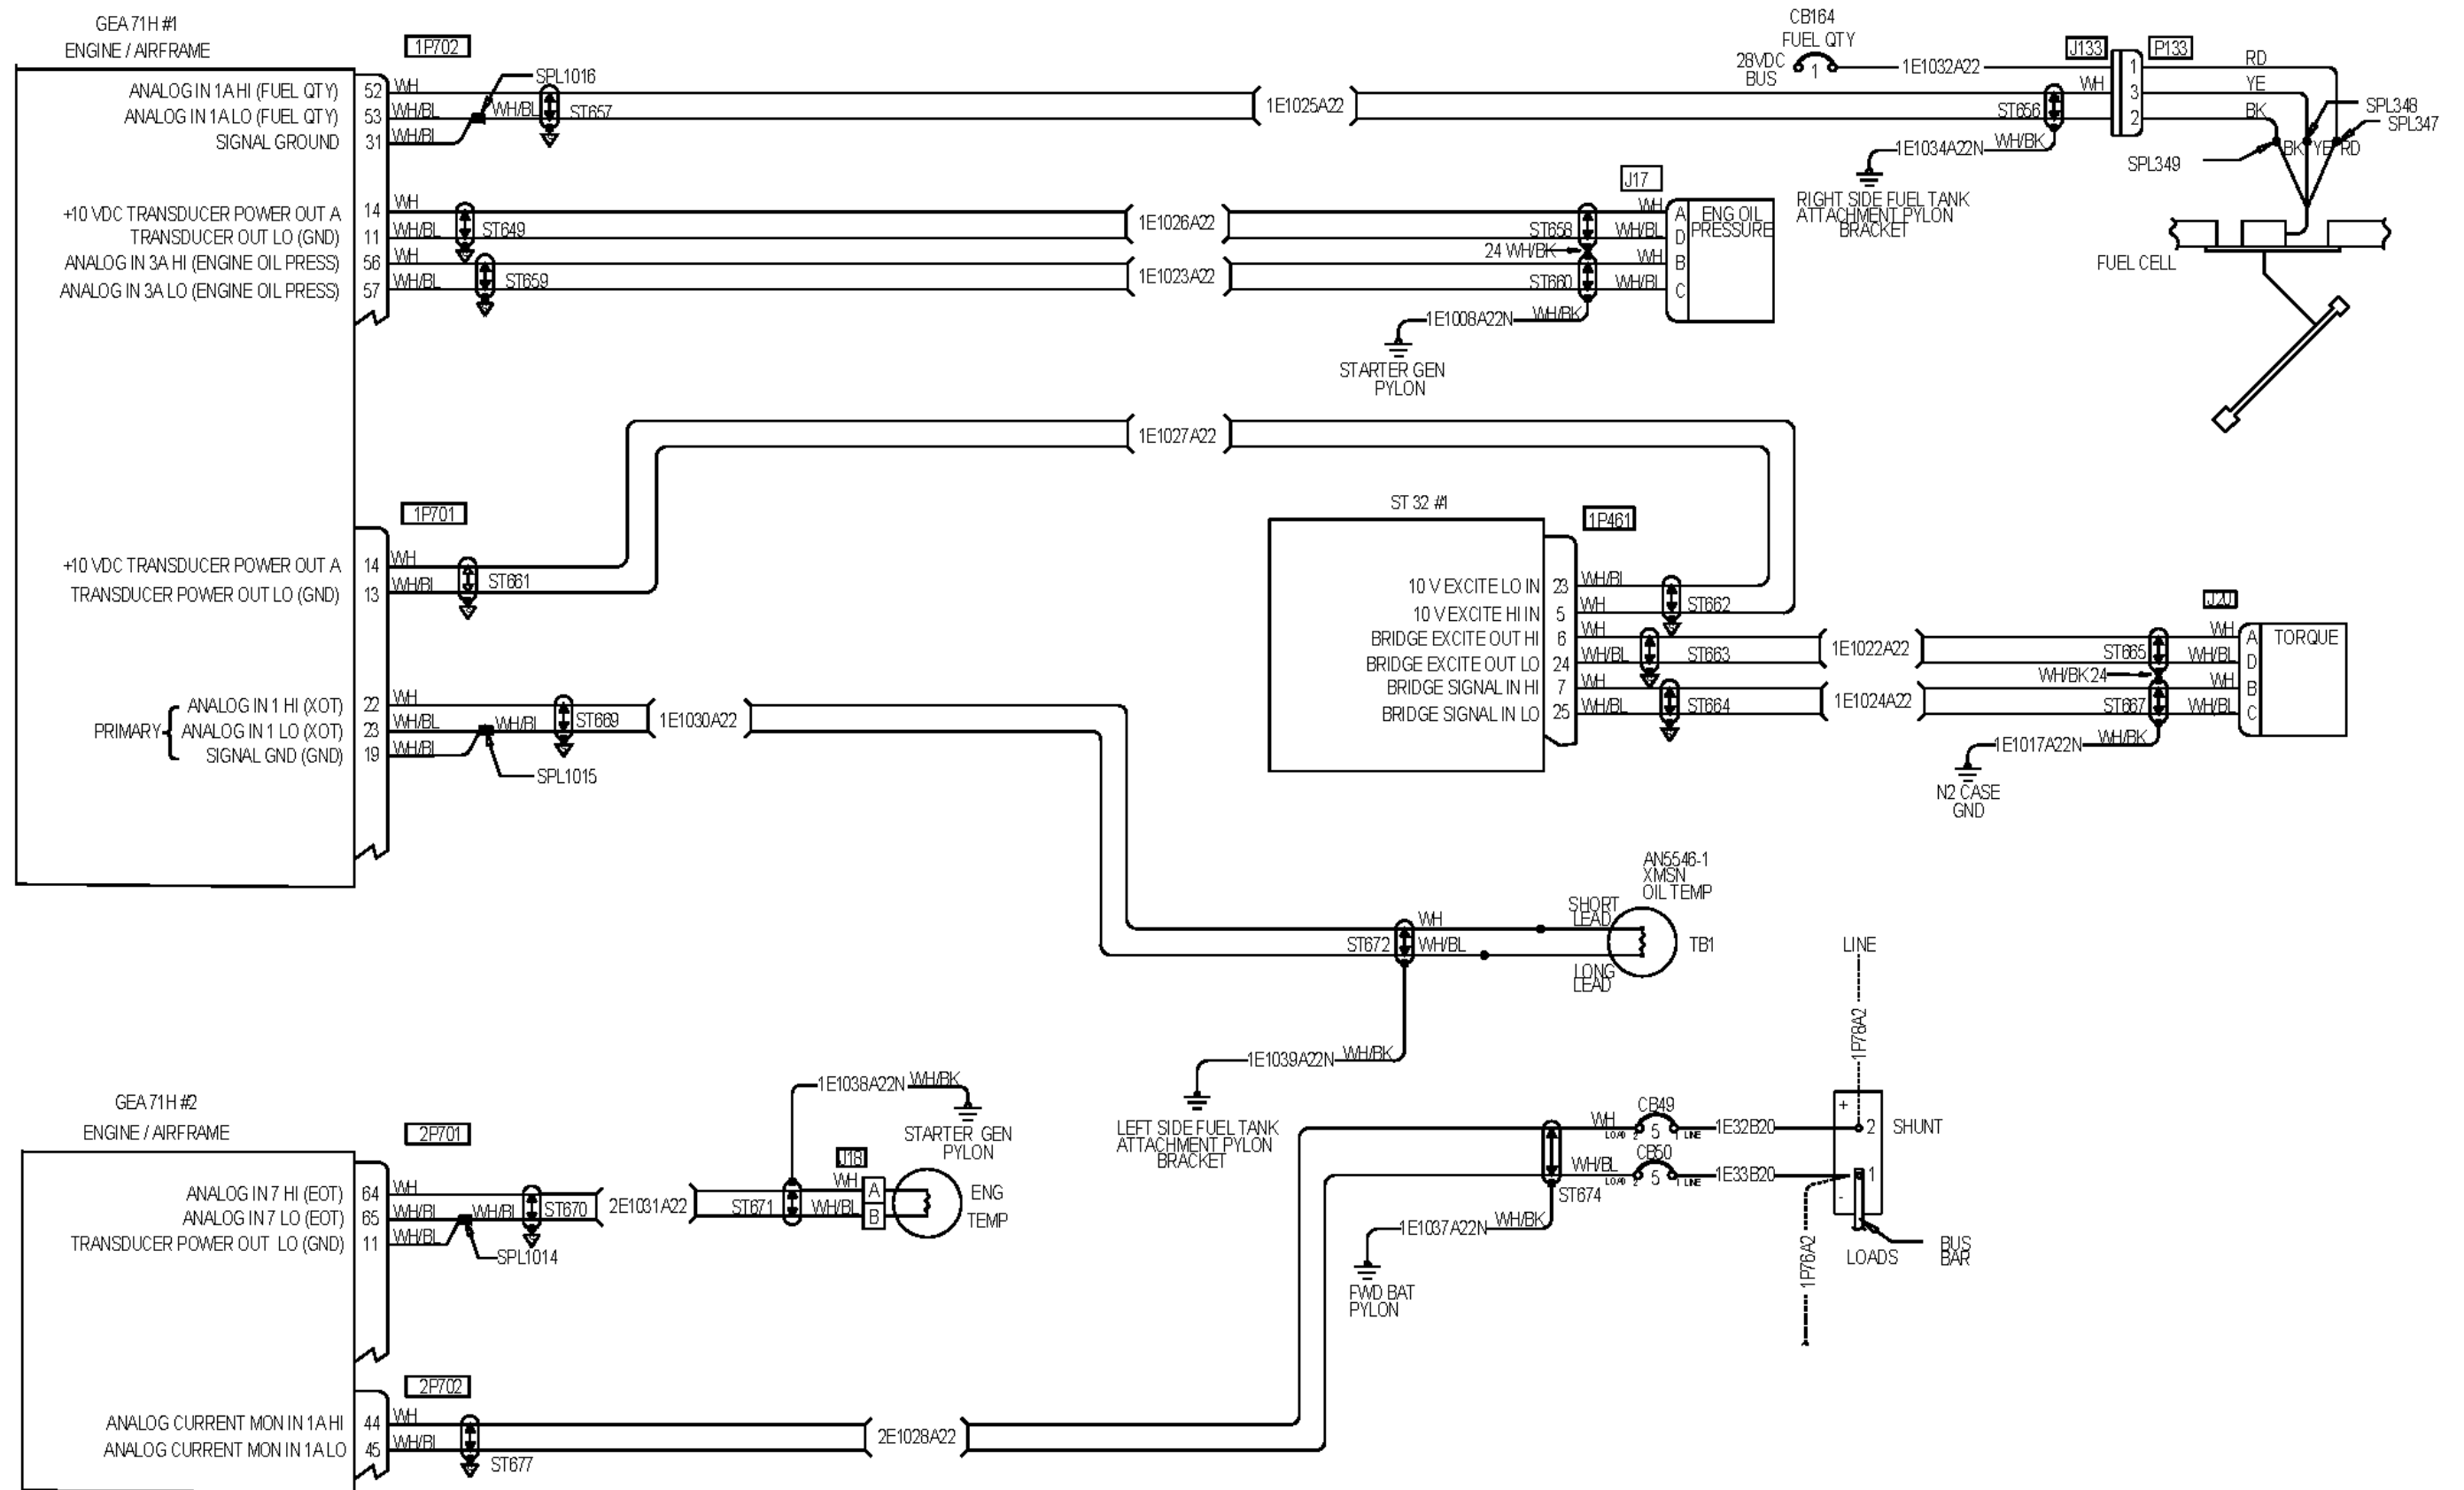 GEA 71H #1
ENGINE / AIRFRAME
1P702
ANALOG IN 1A HI (FUEL QTY) 52 WH
ANALOG IN 1A LO (FUEL QTY) 53 WH/BL
SIGNAL GROUND 31 WH/BL
SPL1016
WH/BL
ST657
1E1025A22
CB164
FUEL QTY
28VDC
BUS
1
1E1032A22
J133
P133
WH
ST656
1
3
2
RD
YE
BK
SPL348
SPL347
BK YE RD
SPL349
1E1034A22N WH/BK
RIGHT SIDE FUEL TANK
ATTACHMENT PYLON
BRACKET
FUEL CELL
+10 VDC TRANSDUCER POWER OUT A 14 WH
TRANSDUCER OUT LO (GND) 11 WH/BL
ANALOG IN 3A HI (ENGINE OIL PRESS) 56 WH
ANALOG IN 3A LO (ENGINE OIL PRESS) 57 WH/BL
ST649
ST659
1E1026A22
1E1023A22
J17
WH A
ST658 WH/BL D
24 WH/BK
WH B
ST660 WH/BL C
ENG OIL
PRESSURE
1E1008A22N WH/BK
STARTER GEN
PYLON
1E1027A22
1P701
+10 VDC TRANSDUCER POWER OUT A 14 WH
TRANSDUCER POWER OUT LO (GND) 13 WH/BL
ST661
ST 32 #1
1P461
10 V EXCITE LO IN 23 WH/BL
10 V EXCITE HI IN 5 WH
BRIDGE EXCITE OUT HI 6 WH
BRIDGE EXCITE OUT LO 24 WH/BL
BRIDGE SIGNAL IN HI 7 WH
BRIDGE SIGNAL IN LO 25 WH/BL
ST662
ST663
ST664
1E1022A22
1E1024A22
J20
WH A
ST665 WH/BL D
WH/BK 24
WH B
ST667 WH/BL C
TORQUE
1E1017A22N WH/BK
N2 CASE
GND
PRIMARY
ANALOG IN 1 HI (XOT) 22 WH
ANALOG IN 1 LO (XOT) 23 WH/BL
SIGNAL GND (GND) 19 WH/BL
WH/BL
ST669
1E1030A22
SPL1015
AN5546-1
XMSN
OIL TEMP
SHORT
LEAD
WH
ST672 WH/BL
TB1
LONG
LEAD
1E1039A22N WH/BK
LEFT SIDE FUEL TANK
ATTACHMENT PYLON
BRACKET
LINE
1P78A2
GEA 71H #2
ENGINE / AIRFRAME
2P701
ANALOG IN 7 HI (EOT) 64 WH
ANALOG IN 7 LO (EOT) 65 WH/BL
TRANSDUCER POWER OUT LO (GND) 11 WH/BL
WH/BL
ST670
SPL1014
2E1031A22
1E1038A22N WH/BK
STARTER GEN
PYLON
J18
WH A
ST671 WH/BL B
ENG
TEMP
WH
LOAD 2
CB49
5
1 LINE
1E32B20
WH/BL
LOAD 2
CB50
5
1 LINE
1E33B20
ST674
1E1037A22N WH/BK
FWD BAT
PYLON
+
2
SHUNT
1
-
BUS
BAR
LOADS
1P76A2
2P702
ANALOG CURRENT MON IN 1A HI 44 WH
ANALOG CURRENT MON IN 1A LO 45 WH/BL
ST677
2E1028A22